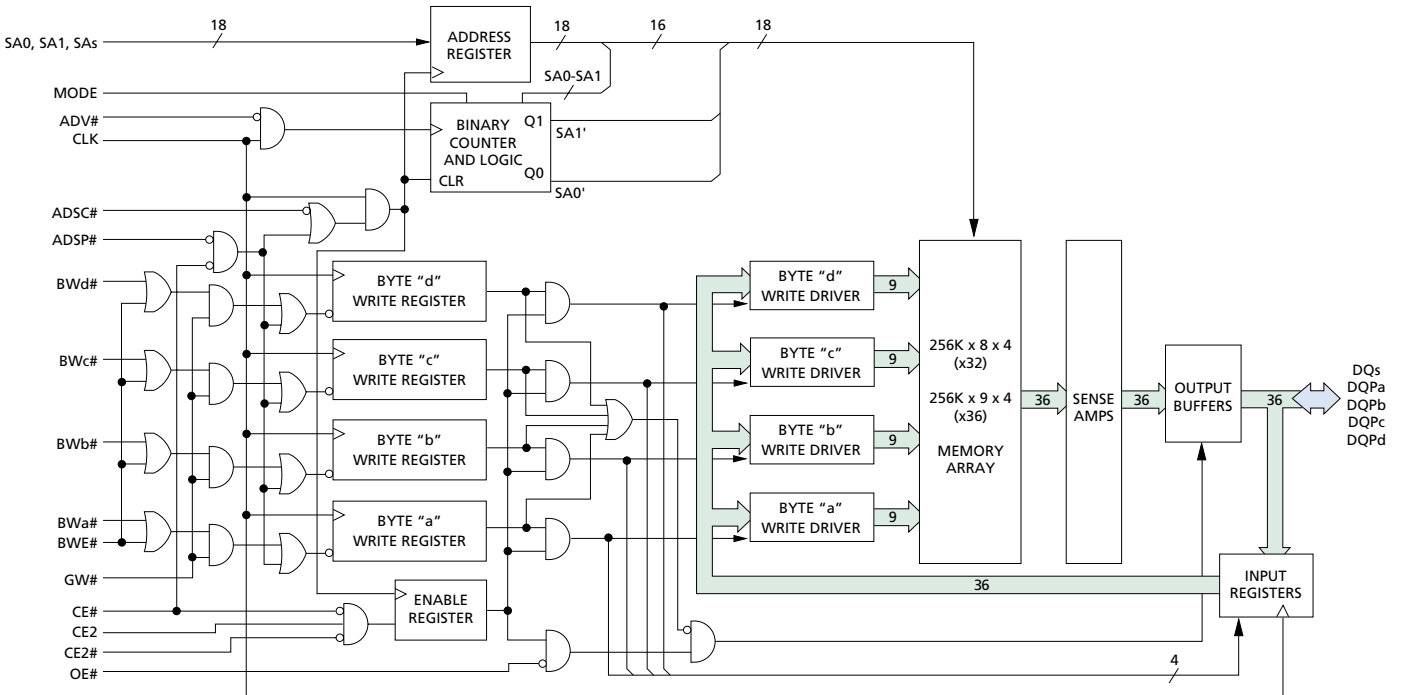 18
18
16
18
SA0, SA1, SAs
ADDRESS
REGISTER
SA0-SA1
MODE
ADV#
CLK
BINARY
COUNTER
AND LOGIC
Q1
SA1'
Q0
SA0'
CLR
ADSC#
ADSP#
BWd#
BYTE “d”
WRITE REGISTER
BYTE “d”
WRITE DRIVER
9
BWc#
BYTE “c”
WRITE REGISTER
BYTE “c”
WRITE DRIVER
9
BWb#
BYTE “b”
WRITE REGISTER
BYTE “b”
WRITE DRIVER
9
BWa#
BWE#
BYTE “a”
WRITE REGISTER
BYTE “a”
WRITE DRIVER
9
256K x 8 x 4
(x32)
256K x 9 x 4
(x36)
MEMORY
ARRAY
36
SENSE
AMPS
36
OUTPUT
BUFFERS
36
DQs
DQPa
DQPb
DQPc
DQPd
GW#
CE#
CE2
CE2#
OE#
ENABLE
REGISTER
36
INPUT
REGISTERS
4